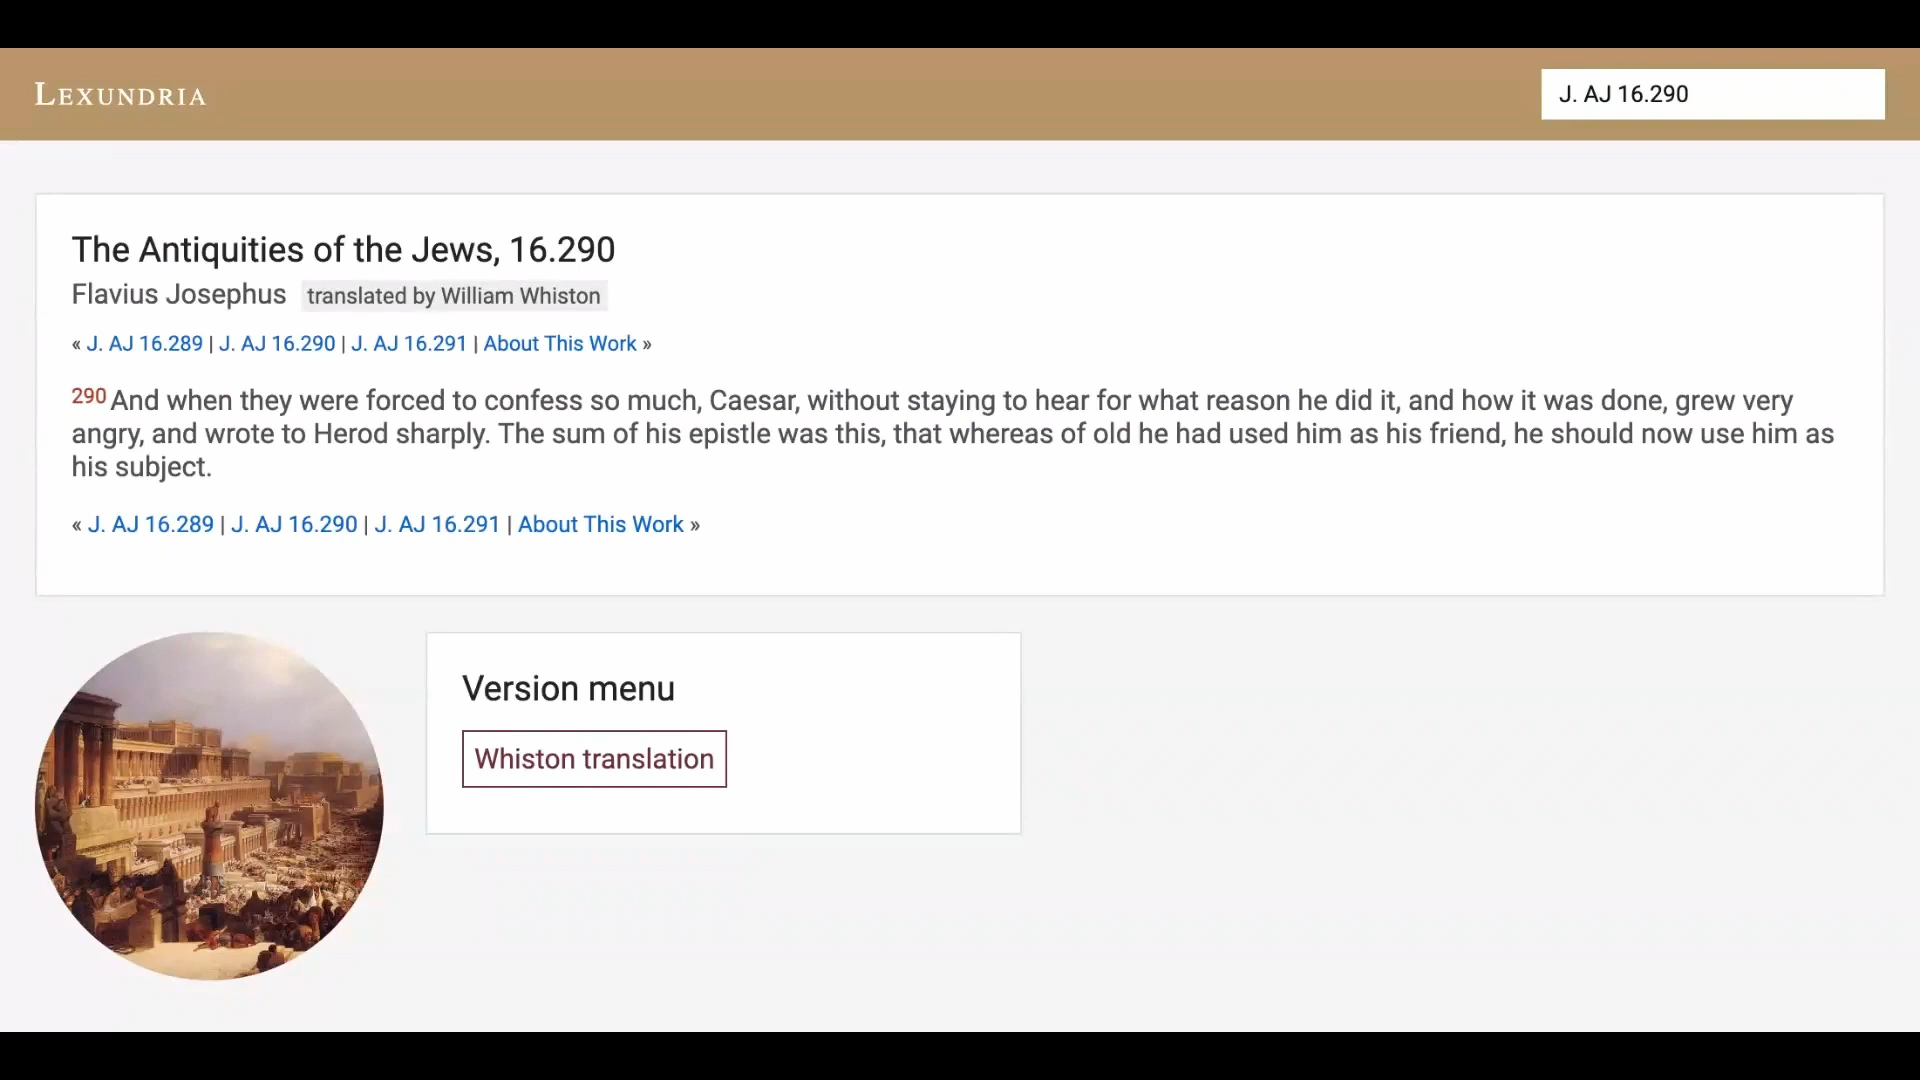 LEXUNDRIA
J. AJ 16.290
The Antiquities of the Jews, 16.290
Flavius Josephus translated by William Whiston
« J. AJ 16.289 | J. AJ 16.290 | J. AJ 16.291 | About This Work »
290 And when they were forced to confess so much, Caesar, without staying to hear for what reason he did it, and how it was done, grew very
angry, and wrote to Herod sharply. The sum of his epistle was this, that whereas of old he had used him as his friend, he should now use him as
his subject.
« J. AJ 16.289 | J. AJ 16.290 | J. AJ 16.291 | About This Work »
Version menu
Whiston translation